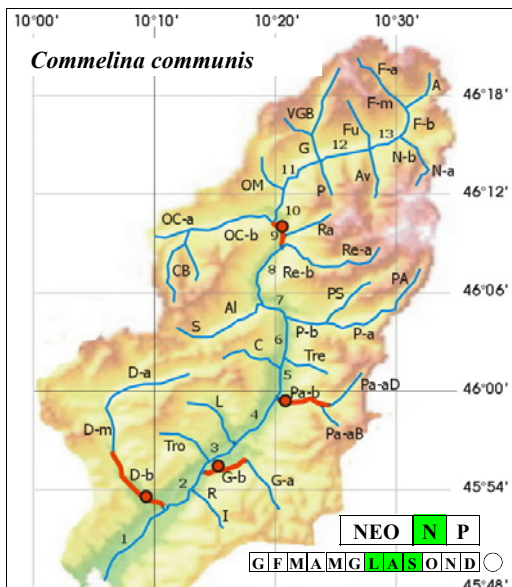 10°00' 10°10' 10°20' 10°30'
Commelina communis
F-a
A
46°18'
F-m
VGB
F-b
Fu
13
G
12
N-b
11
N-a
OM
P
Av
46°12'
10
OC-a
Ra
OC-b
9
Re-a
8
Re-b
CB
PA
46°06'
PS
7
Al
S
P-b
P-a
6
C
Tre
D-a
5
46°00'
Pa-b
Pa-aD
L
4
D-m
Pa-aB
Tro
3
D-b
G-b
G-a
45°54'
2
R
I
1
NEO N P
G F M A M G L A S O N D
45°48'